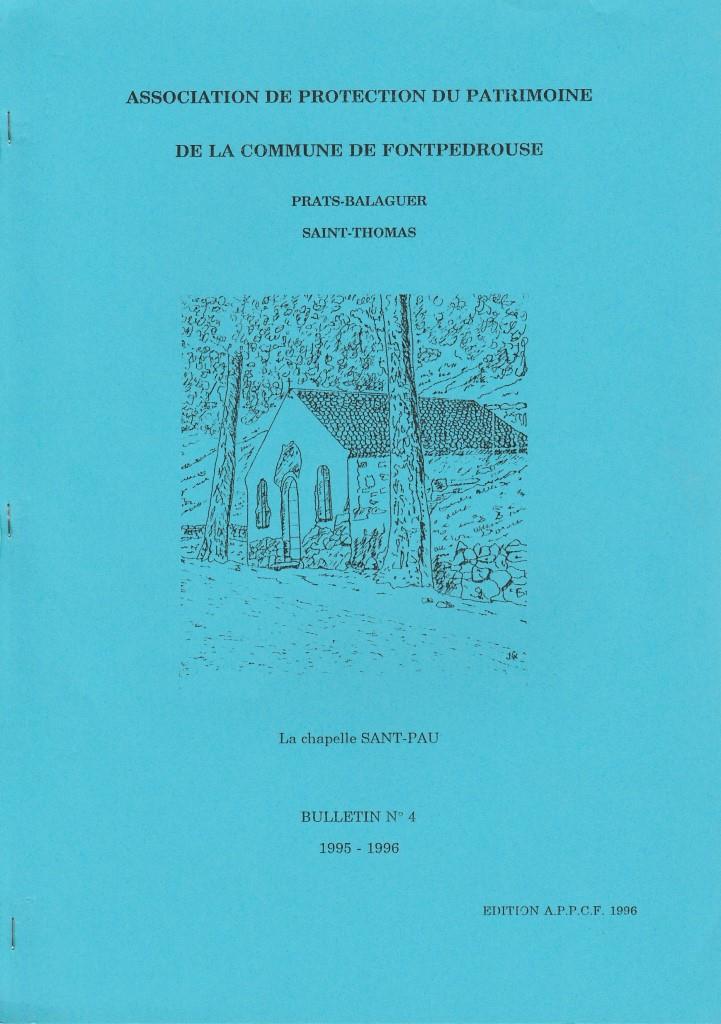 ASSOCIATION DE PROTECTION DU PATRIMOINE
DE LA COMMUNE DE FONTPEDROUSE
PRATS-BALAGUER
SAINT-THOMAS
La chapelle SANT-PAU
BULLETIN N° 4
1995 - 1996
EDITION A.P.P.C.F. 1996